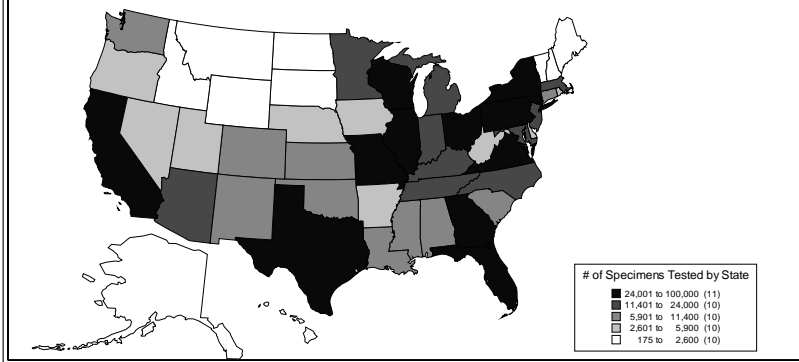 # of Specimens Tested by State
24,001 to 100,000 (11)
11,401 to 24,000 (10)
5,901 to 11,400 (10)
2,601 to 5,900 (10)
175 to 2,600 (10)